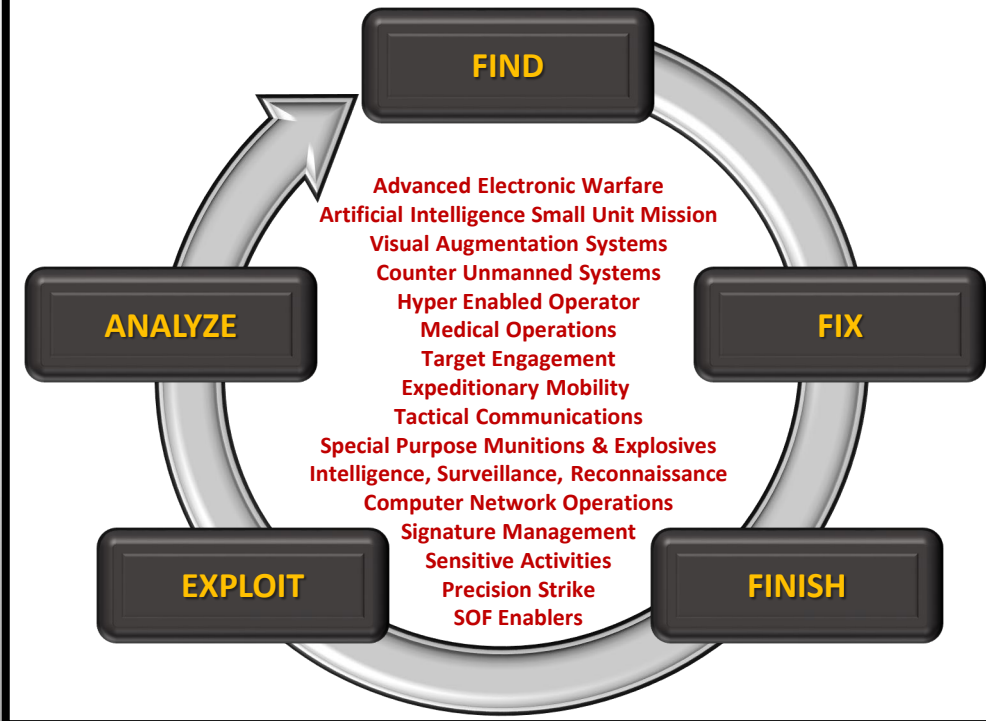 FIND
Advanced Electronic Warfare
Artificial Intelligence Small Unit Mission
Visual Augmentation Systems
Counter Unmanned Systems
Hyper Enabled Operator
Medical Operations
Target Engagement
Expeditionary Mobility
Tactical Communications
Special Purpose Munitions & Explosives
Intelligence, Surveillance, Reconnaissance
Computer Network Operations
Signature Management
Sensitive Activities
Precision Strike
SOF Enablers
FIX
FINISH
EXPLOIT
ANALYZE